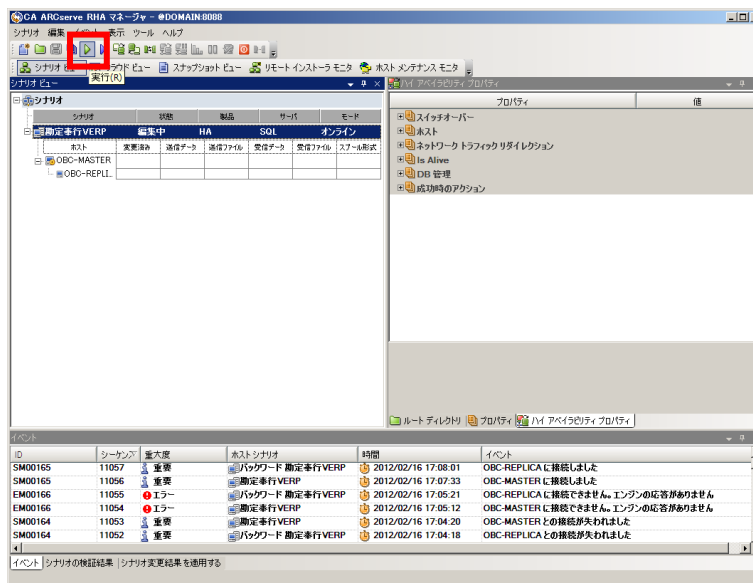 CA ARCserve RHA マネージャ - @DOMAIN:8088
シナリオ 編集 イベント 表示 ツール ヘルプ
シナリオ ビュー ウド ビュー スナップショット ビュー リモート インストーラ モニタ ホスト メンテナンス モニタ
実行(R)
シナリオ ビュー
ハイ アベイラビリティ プロパティ
シナリオ
シナリオ 状態 製品 サーバ モード
勘定奉行VERP 編集中 HA SQL オンライン
ホスト 変更済み 送信データ 送信ファイル 受信データ 受信ファイル スプール形式
OBC-MASTER
OBC-REPLI...
プロパティ 値
スイッチオーバー
ホスト
ネットワーク トラフィック リダイレクション
Is Alive
DB 管理
成功時のアクション
ルート ディレクトリ プロパティ ハイ アベイラビリティ プロパティ
イベント
ID シーケンス 重大度 ホスト/シナリオ 時間 イベント
SM00165 11057 重要 バックワード 勘定奉行VERP 2012/02/16 17:08:01 OBC-REPLICA に接続しました
SM00165 11056 重要 勘定奉行VERP 2012/02/16 17:07:33 OBC-MASTER に接続しました
EM00166 11055 エラー バックワード 勘定奉行VERP 2012/02/16 17:05:21 OBC-REPLICA に接続できません。エンジンの応答がありません
EM00166 11054 エラー 勘定奉行VERP 2012/02/16 17:05:12 OBC-MASTER に接続できません。エンジンの応答がありません
SM00164 11053 重要 勘定奉行VERP 2012/02/16 17:04:20 OBC-MASTER との接続が失われました
SM00164 11052 重要 バックワード 勘定奉行VERP 2012/02/16 17:04:18 OBC-REPLICA との接続が失われました
イベント シナリオの検証結果 シナリオ変更結果を適用する